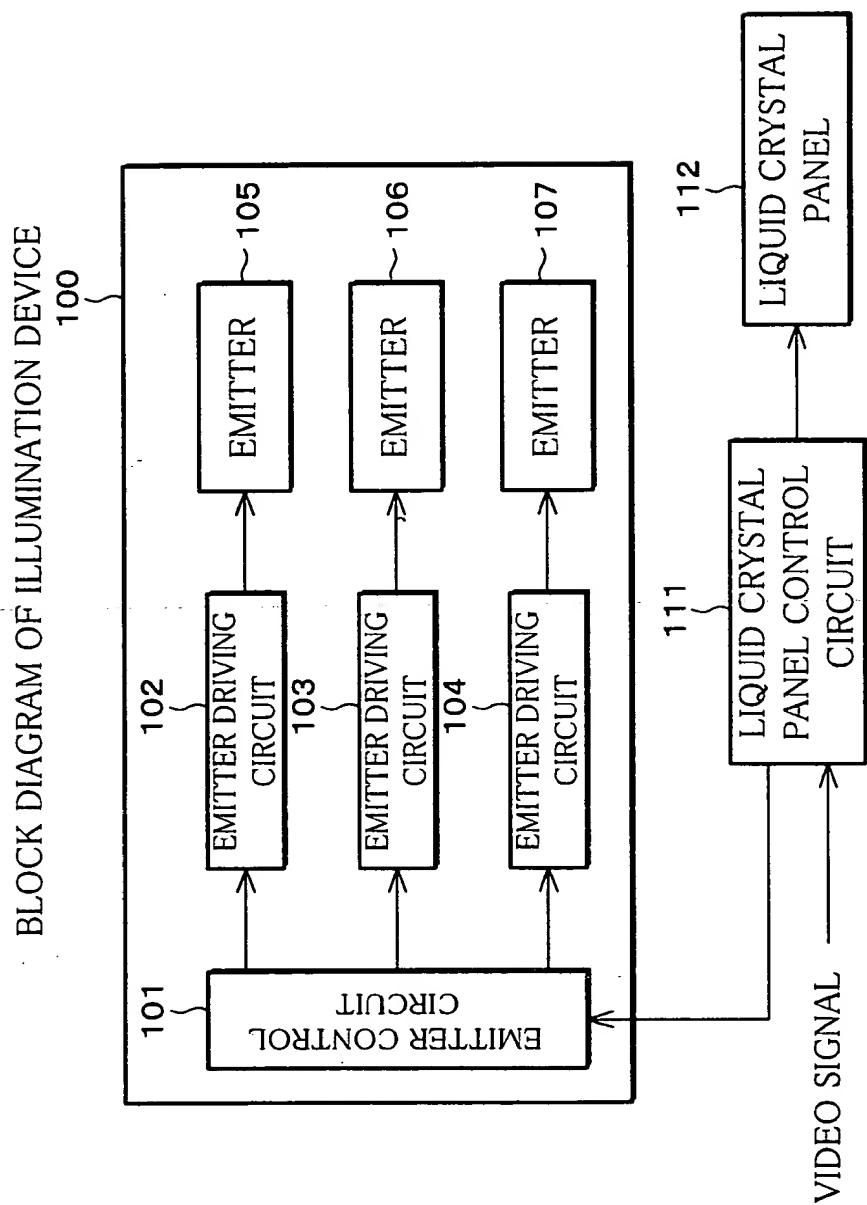 BLOCK DIAGRAM OF ILLUMINATION DEVICE
100
101
EMITTER CONTROL
CIRCUIT
102
EMITTER DRIVING
CIRCUIT
105
EMITTER
103
EMITTER DRIVING
CIRCUIT
106
EMITTER
104
EMITTER DRIVING
CIRCUIT
107
EMITTER
VIDEO SIGNAL
111
LIQUID CRYSTAL
PANEL CONTROL
CIRCUIT
112
LIQUID CRYSTAL
PANEL